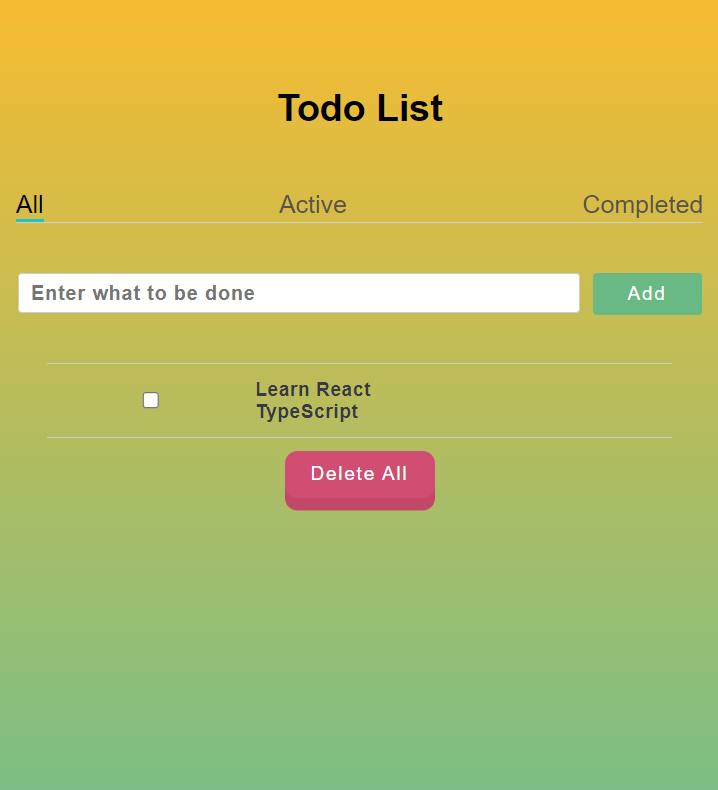 Todo List
All Active Completed
Enter what to be done Add
Learn React
TypeScript
Delete All